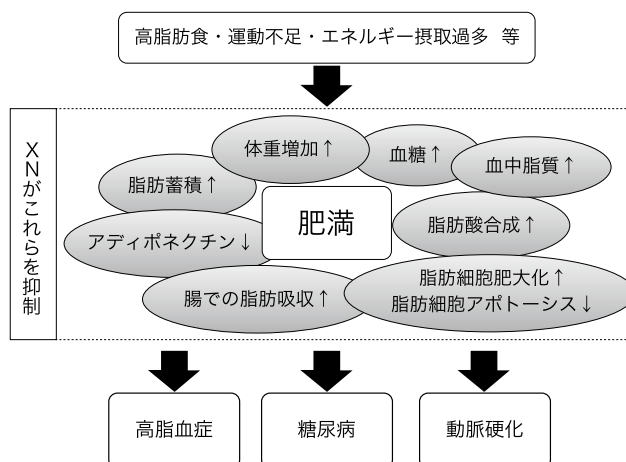 高脂肪食・運動不足・エネルギー摂取過多 等
XNがこれらを抑制
体重増加↑
血糖↑
血中脂質↑
脂肪蓄積↑
肥満
脂肪酸合成↑
アディポネクチン↓
脂肪細胞肥大化↑
脂肪細胞アポトーシス↓
腸での脂肪吸収↑
高脂血症
糖尿病
動脈硬化